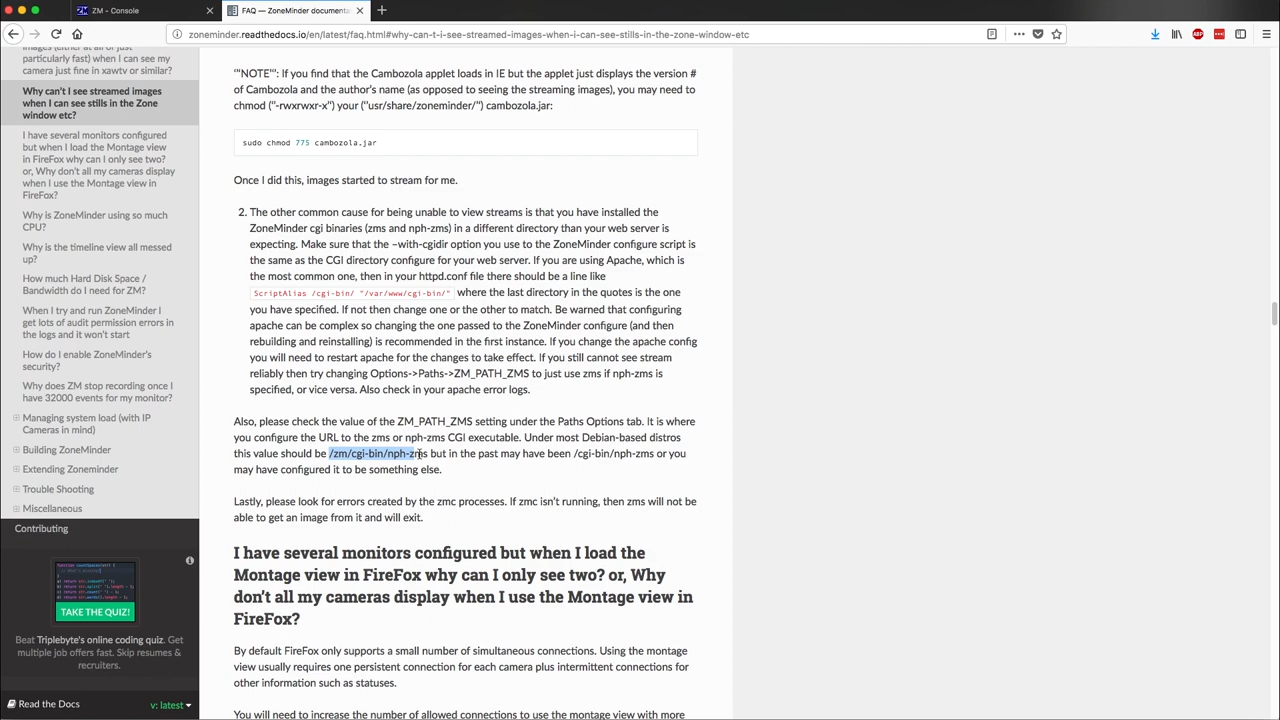 ZM - Console
FAQ — ZoneMinder documenta
zoneminder.readthedocs.io/en/latest/faq.html#why-can-t-i-see-streamed-images-when-i-can-see-stills-in-the-zone-window-etc
images (either at all or just
particularly fast) when I can see my
camera just fine in xawtv or similar?
Why can't I see streamed images
when I can see stills in the Zone
window etc?
I have several monitors configured
but when I load the Montage view
in FireFox why can I only see two?
or, Why don't all my cameras display
when I use the Montage view in
FireFox?
Why is ZoneMinder using so much
CPU?
Why is the timeline view all messed
up?
How much Hard Disk Space /
Bandwidth do I need for ZM?
When I try and run ZoneMinder I
get lots of audit permission errors in
the logs and it won't start
How do I enable ZoneMinder's
security?
Why does ZM stop recording once I
have 32000 events for my monitor?
Managing system load (with IP
Cameras in mind)
Building ZoneMinder
Extending Zoneminder
Trouble Shooting
Miscellaneous
Contributing
TAKE THE QUIZ!
Beat Triplebyte's online coding quiz. Get
multiple job offers fast. Skip resumes &
recruiters.
Read the Docs
v: latest
'"NOTE"': If you find that the Cambozola applet loads in IE but the applet just displays the version #
of Cambozola and the author's name (as opposed to seeing the streaming images), you may need to
chmod ("-rwxrwxr-x") your ("usr/share/zoneminder/") cambozola.jar:
sudo chmod 775 cambozola.jar
Once I did this, images started to stream for me.
2. The other common cause for being unable to view streams is that you have installed the
ZoneMinder cgi binaries (zms and nph-zms) in a different directory than your web server is
expecting. Make sure that the –with-cgidir option you use to the ZoneMinder configure script is
the same as the CGI directory configure for your web server. If you are using Apache, which is
the most common one, then in your httpd.conf file there should be a line like
ScriptAlias /cgi-bin/ "/var/www/cgi-bin/" where the last directory in the quotes is the one
you have specified. If not then change one or the other to match. Be warned that configuring
apache can be complex so changing the one passed to the ZoneMinder configure (and then
rebuilding and reinstalling) is recommended in the first instance. If you change the apache config
you will need to restart apache for the changes to take effect. If you still cannot see stream
reliably then try changing Options->Paths->ZM_PATH_ZMS to just use zms if nph-zms is
specified, or vice versa. Also check in your apache error logs.
Also, please check the value of the ZM_PATH_ZMS setting under the Paths Options tab. It is where
you configure the URL to the zms or nph-zms CGI executable. Under most Debian-based distros
this value should be /zm/cgi-bin/nph-zms but in the past may have been /cgi-bin/nph-zms or you
may have configured it to be something else.
Lastly, please look for errors created by the zmc processes. If zmc isn't running, then zms will not be
able to get an image from it and will exit.
I have several monitors configured but when I load the
Montage view in FireFox why can I only see two? or, Why
don't all my cameras display when I use the Montage view in
FireFox?
By default FireFox only supports a small number of simultaneous connections. Using the montage
view usually requires one persistent connection for each camera plus intermittent connections for
other information such as statuses.
You will need to increase the number of allowed connections to use the montage view with more